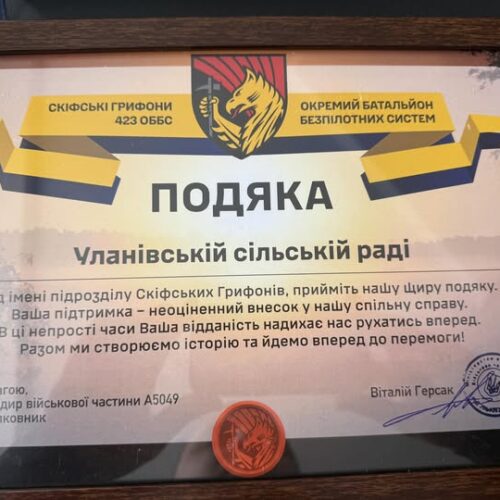 СКІФСЬКІ ГРИФОНИ
423 ОББС
ОКРЕМИЙ БАТАЛЬЙОН
БЕЗПІЛОТНИХ СИСТЕМ
ПОДЯКА
Уланівській сільській раді
д імені підрозділу Скіфських Грифонів, прийміть нашу щиру подяку.
Ваша підтримка – неоціненний внесок у нашу спільну справу.
В ці непрості часи Ваша відданість надихає нас рухатись вперед.
Разом ми створюємо історію та йдемо вперед до перемоги!
агою,
дир військової частини А5049
ковник
Віталій Герсак